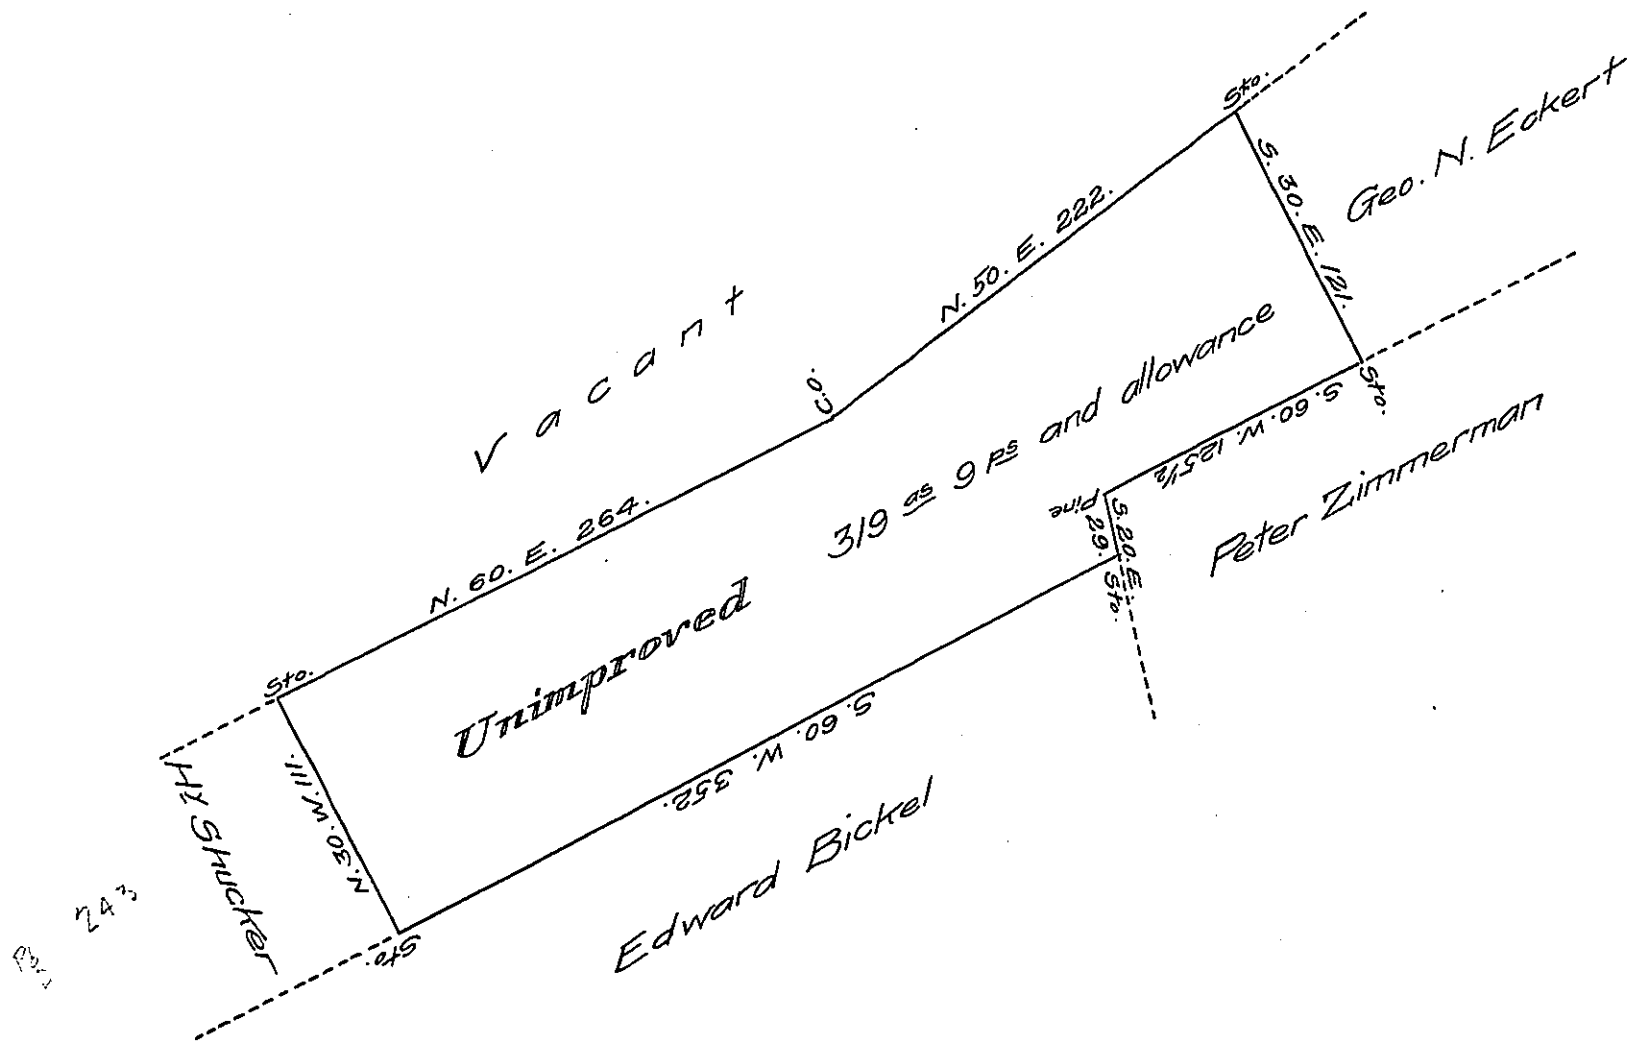 Sto.
Geo. N. Eckert
S. 30. E. 121.
N. 50. E. 222.
Vacant
C.O.
319 as 9 ps and allowance
Sto.
S. 60. W. 125½
Peter Zimmerman
Pine
S. 20. E.
29.
Sto.
N. 60. E. 264.
Unimproved
Sto.
S. 60. W. 352.
Edward Bickel
N. 30. W. 111.
Hy Shucker
Sto.
243